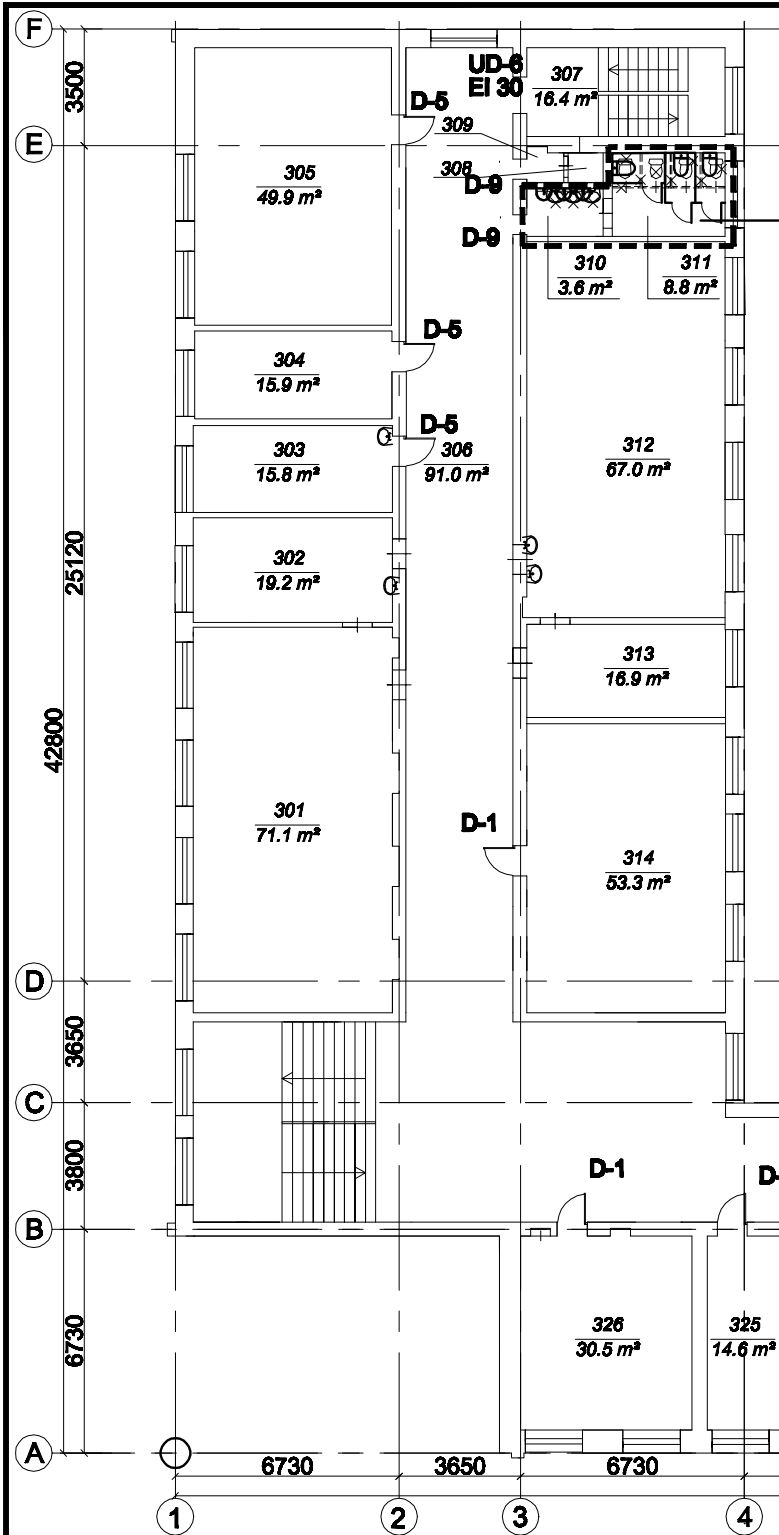 F
3500
UD-6
EI 30
307
16.4 m²
D-5
309
E
308
305
49.9 m²
D-9
D-9
310
3.6 m²
311
8.8 m²
D-5
304
15.9 m²
D-5
303
15.8 m²
306
91.0 m²
312
67.0 m²
25120
302
19.2 m²
313
16.9 m²
42800
301
71.1 m²
D-1
314
53.3 m²
D
3650
C
3800
D-1
D-
B
6730
326
30.5 m²
325
14.6 m²
A
6730
3650
6730
1
2
3
4